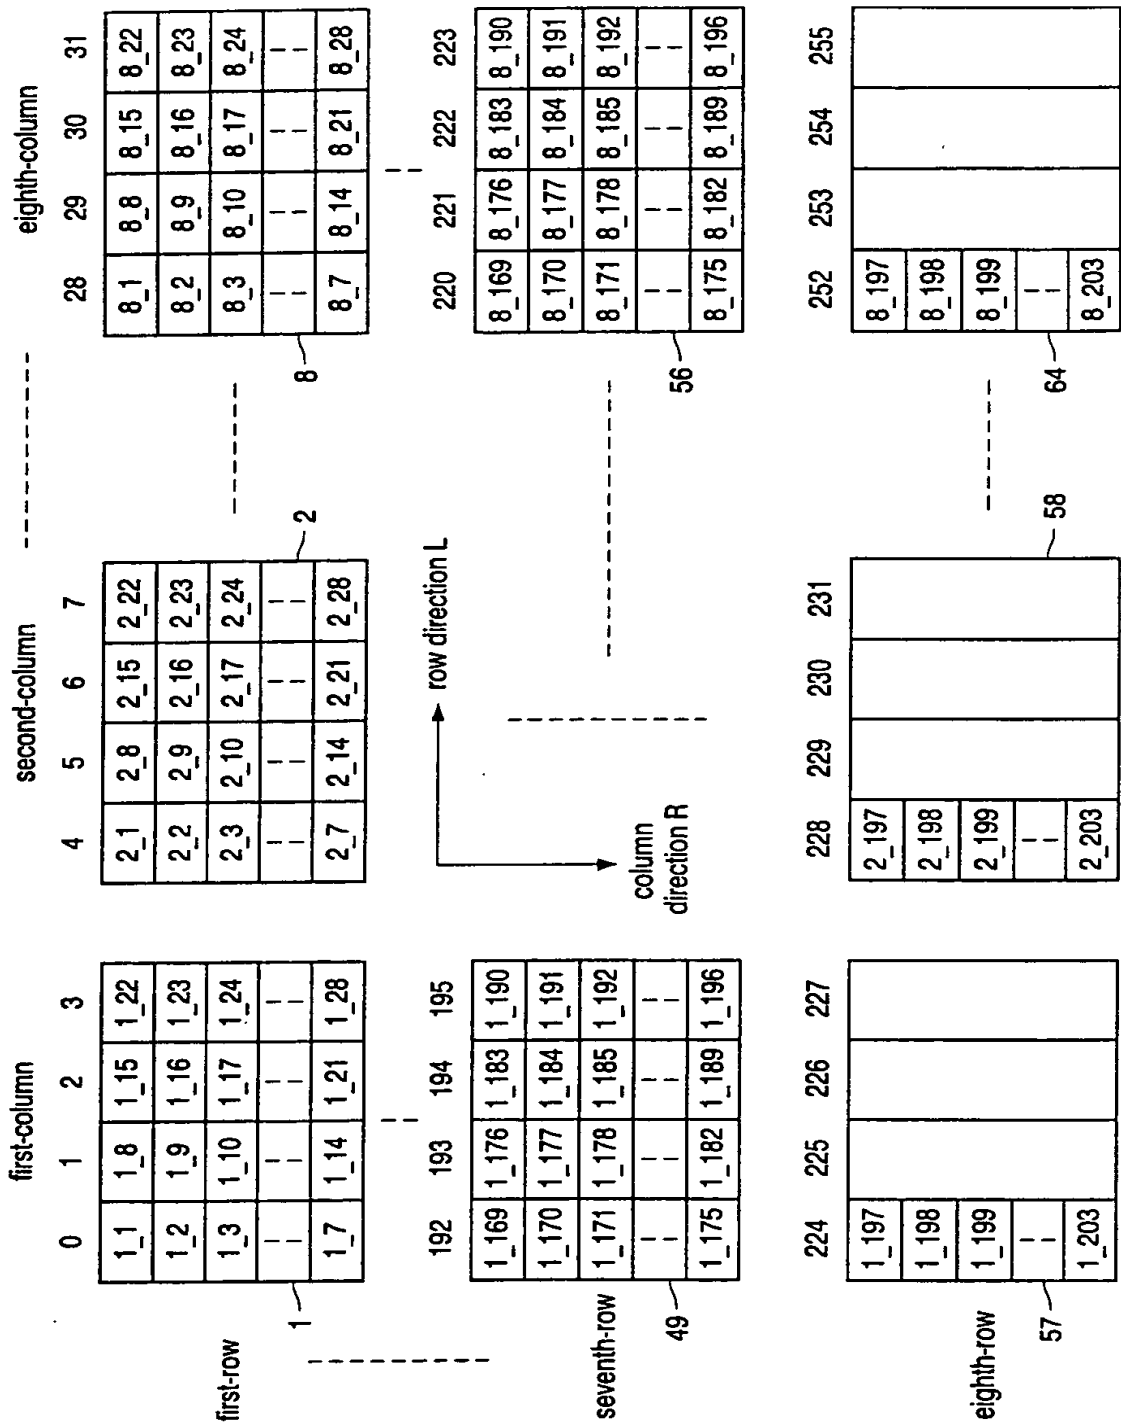 first-column second-column eighth-column
0 1 2 3 4 5 6 7 28 29 30 31
first-row
1_1 1_8 1_15 1_22 2_1 2_8 2_15 2_22 8_1 8_8 8_15 8_22
1_2 1_9 1_16 1_23 2_2 2_9 2_16 2_23 8_2 8_9 8_16 8_23
1_3 1_10 1_17 1_24 2_3 2_10 2_17 2_24 8_3 8_10 8_17 8_24
1_7 1_14 1_21 1_28 2_7 2_14 2_21 2_28 8_7 8_14 8_21 8_28
1 2 8
row direction L
column
direction R
192 193 194 195 220 221 222 223
seventh-row
1_169 1_176 1_183 1_190 8_169 8_176 8_183 8_190
1_170 1_177 1_184 1_191 8_170 8_177 8_184 8_191
1_171 1_178 1_185 1_192 8_171 8_178 8_185 8_192
1_175 1_182 1_189 1_196 8_175 8_182 8_189 8_196
49 56
224 225 226 227 228 229 230 231 252 253 254 255
eighth-row
1_197 2_197 8_197
1_198 2_198 8_198
1_199 2_199 8_199
1_203 2_203 8_203
57 58 64